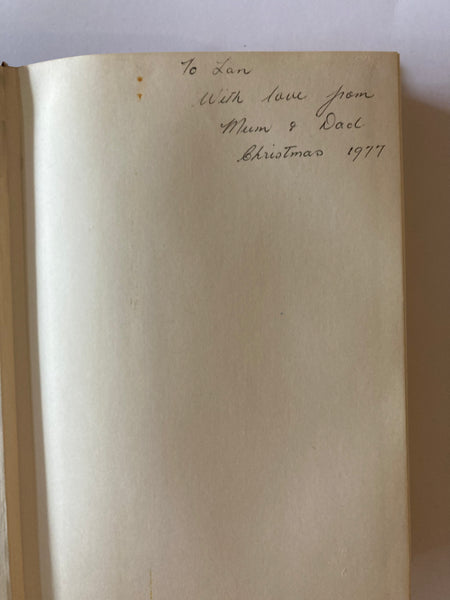 To Ian
With love from
Mum & Dad
Christmas 1977